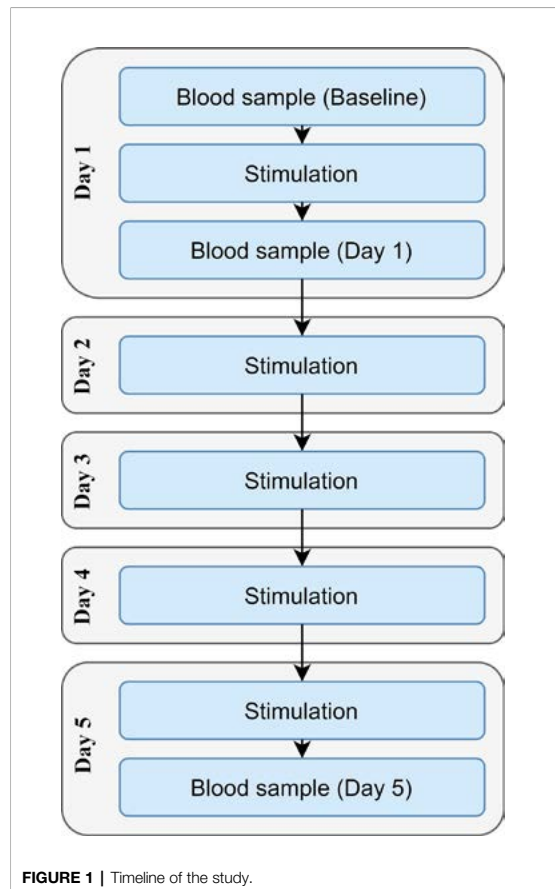 Day 1
Blood sample (Baseline)
Stimulation
Blood sample (Day 1)
Day 2
Stimulation
Day 3
Stimulation
Day 4
Stimulation
Day 5
Stimulation
Blood sample (Day 5)
FIGURE 1 | Timeline of the study.